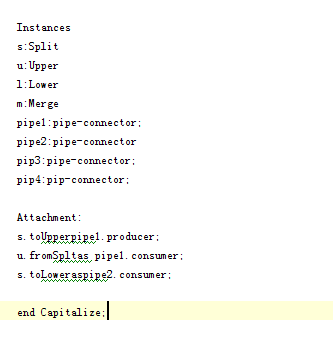 Instances
s:Split
u:Upper
l:Lower
m:Merge
pipe1:pipe-connector;
pipe2:pipe-connector
pip3:pipe-connector;
pip4:pip-connector;
Attachment:
s.toUpperpipe1.producer;
u.fromSpltas pipe1.consumer;
s.toLoweraspipe2.consumer;
end Capitalize;